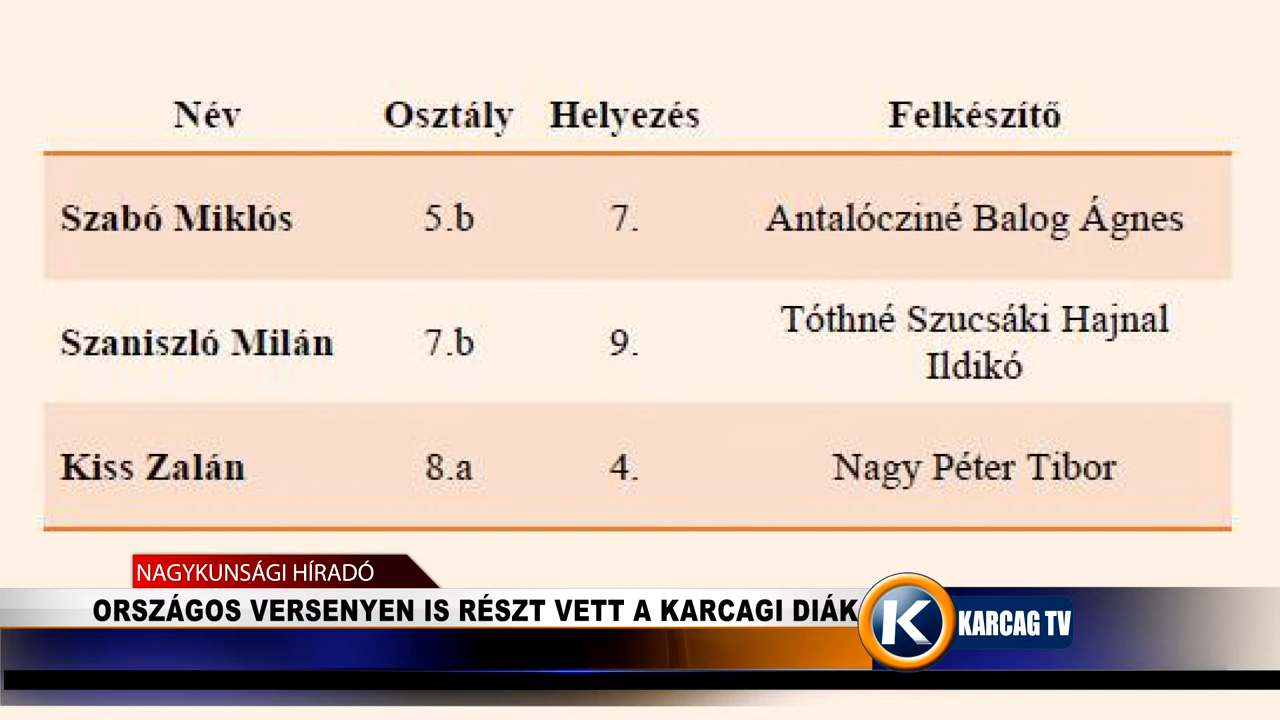 Név Osztály Helyezés Felkészítő
Szabó Miklós 5.b 7. Antalócziné Balog Ágnes
Szaniszló Milán 7.b 9. Tóthné Szucsáki Hajnal
Ildikó
Kiss Zalán 8.a 4. Nagy Péter Tibor
NAGYKUNSÁGI HÍRADÓ
ORSZÁGOS VERSENYEN IS RÉSZT VETT A KARCAGI DIÁK
K KARCAG TV